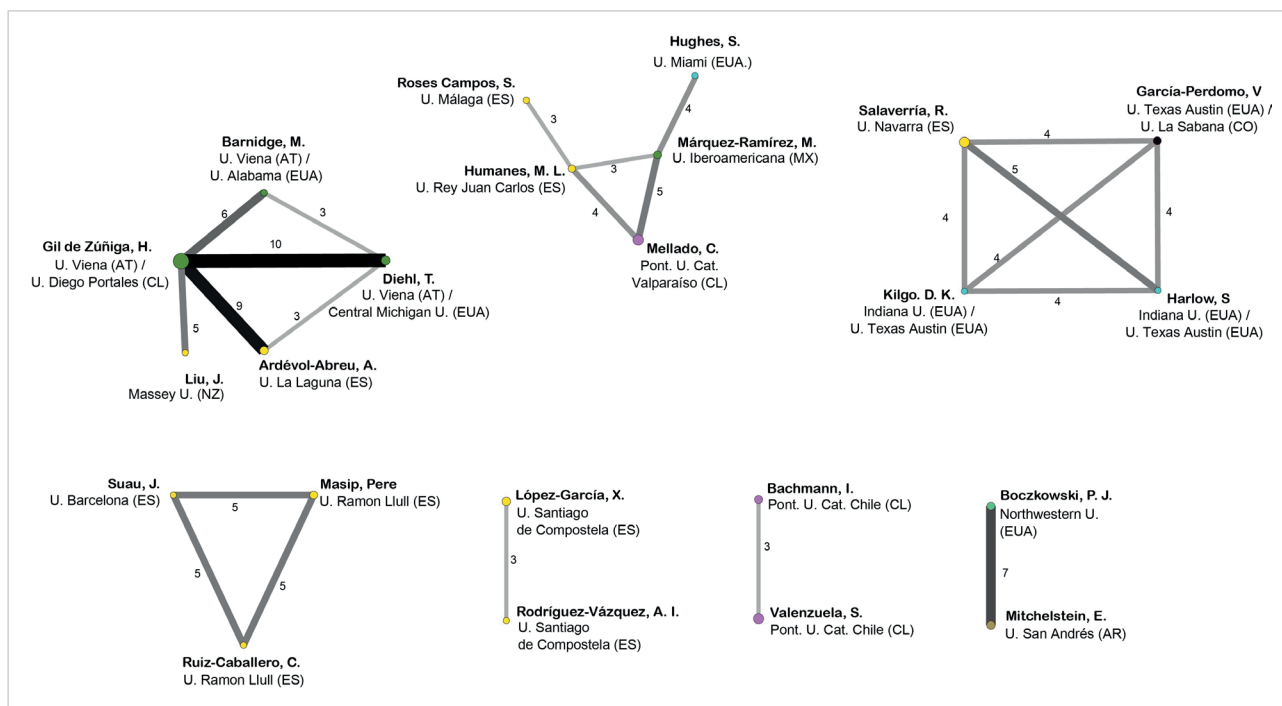 Barnidge, M.
U. Viena (AT) /
U. Alabama (EUA)
6
3
Gil de Zúñiga, H.
U. Viena (AT) /
U. Diego Portales (CL)
10
Diehl, T.
U. Viena (AT) /
Central Michigan U. (EUA)
5
9
3
Liu, J.
Massey U. (NZ)
Ardévol-Abreu, A.
U. La Laguna (ES)
Hughes, S.
U. Miami (EUA.)
Roses Campos, S.
U. Málaga (ES)
3
4
Márquez-Ramírez, M.
U. Iberoamericana (MX)
Humanes, M. L.
U. Rey Juan Carlos (ES)
3
4
5
Mellado, C.
Pont. U. Cat.
Valparaíso (CL)
Salaverría, R.
U. Navarra (ES)
García-Perdomo, V
U. Texas Austin (EUA) /
U. La Sabana (CO)
4
5
4
4
4
4
Kilgo. D. K.
Indiana U. (EUA) /
U. Texas Austin (EUA)
Harlow, S
Indiana U. (EUA) /
U. Texas Austin (EUA)
Suau, J.
U. Barcelona (ES)
Masip, Pere
U. Ramon Llull (ES)
5
5
5
Ruiz-Caballero, C.
U. Ramon Llull (ES)
López-García, X.
U. Santiago
de Compostela (ES)
3
Rodríguez-Vázquez, A. I.
U. Santiago
de Compostela (ES)
Bachmann, I.
Pont. U. Cat. Chile (CL)
3
Valenzuela, S.
Pont. U. Cat. Chile (CL)
Boczkowski, P. J.
Northwestern U.
(EUA)
7
Mitchelstein, E.
U. San Andrés (AR)